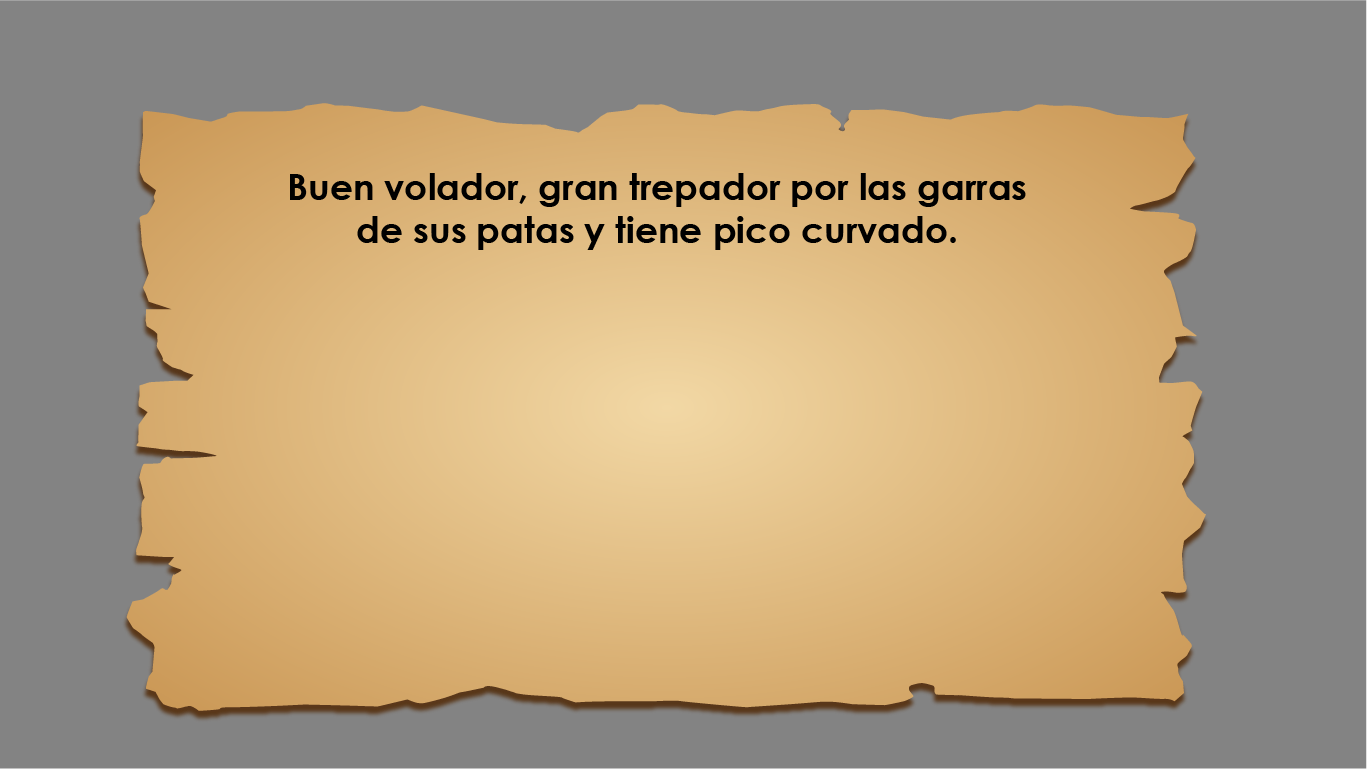 Buen volador, gran trepador por las garras
de sus patas y tiene pico curvado.